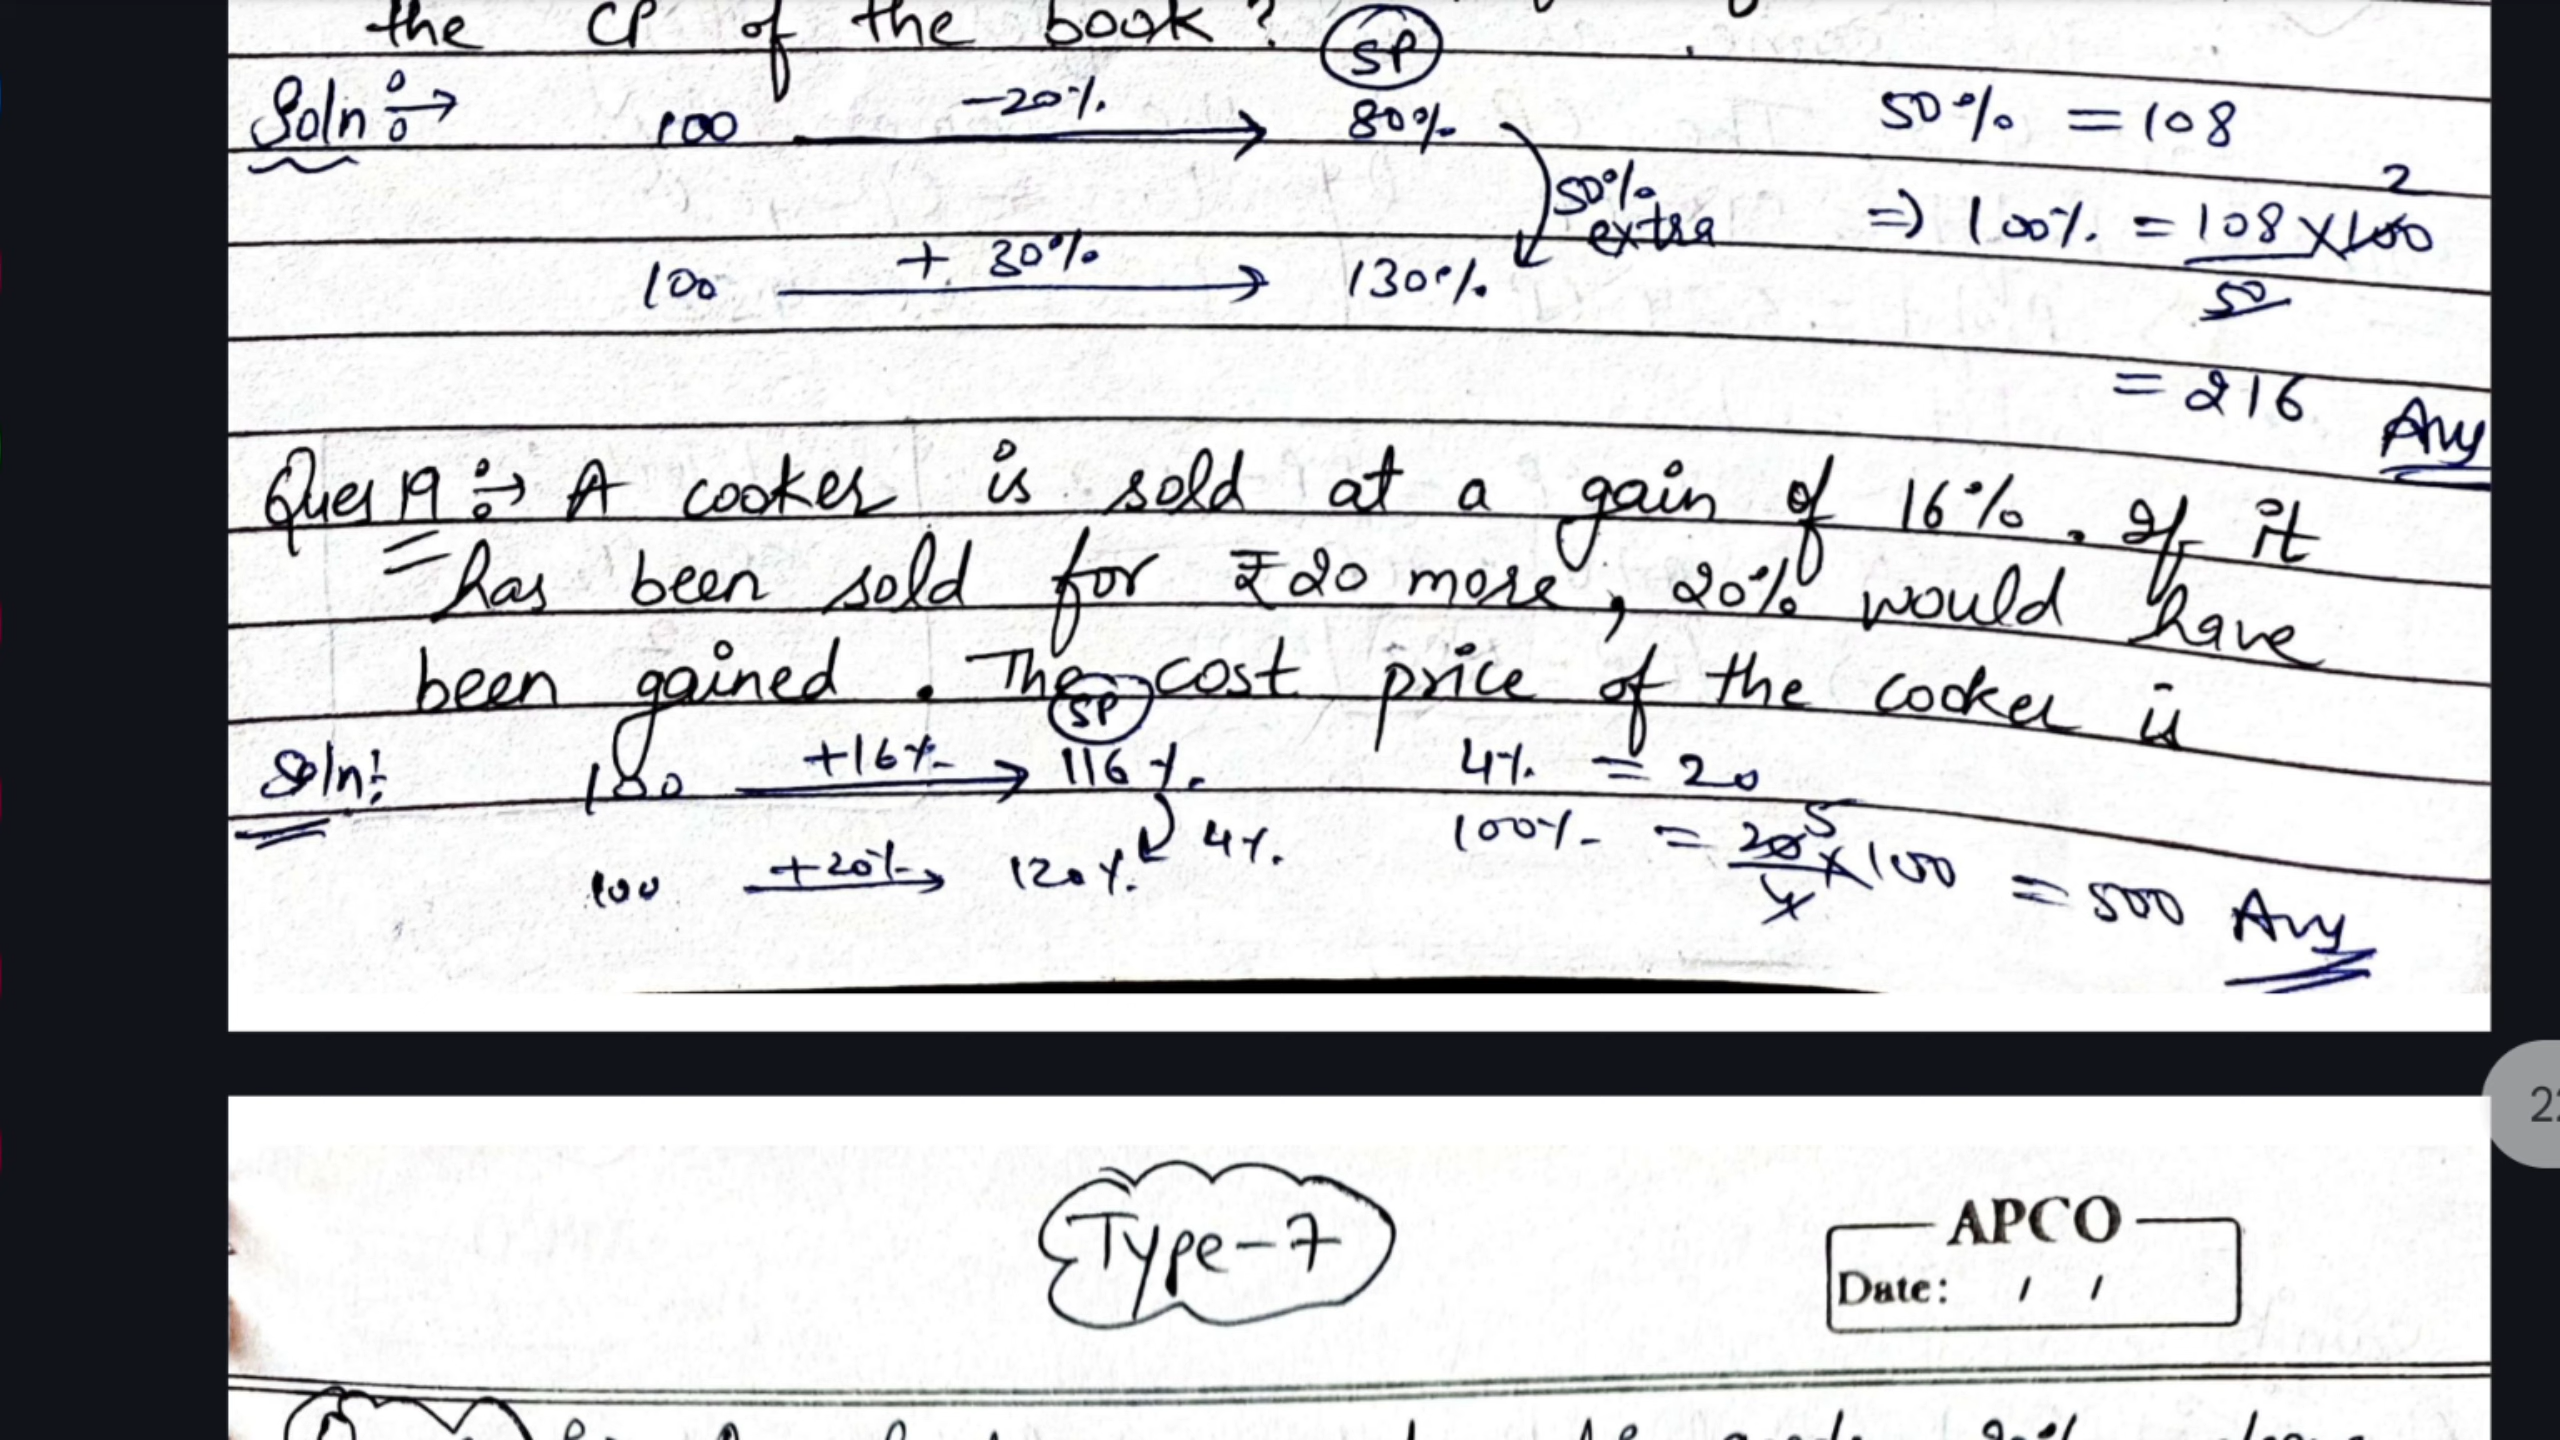 the CP of the book?
SP
Soln ÷→ 100 -20% 80% 50% = 108
50% extra
⇒ 100% = 108 × 100 / 50
2
100 + 30% 130%
= 216 Ans
Ques 19 ÷→ A cooker is sold at a gain of 16%. If it
has been sold for ₹20 more, 20% would have
been gained. The cost price of the cooker is
SP
Soln: 100 +16% 116% 4% = 20
4%
5
100 +20% 120% 100% = 20 / 4 × 100 = 500 Ans
22
Type-7
APCO
Date: / /